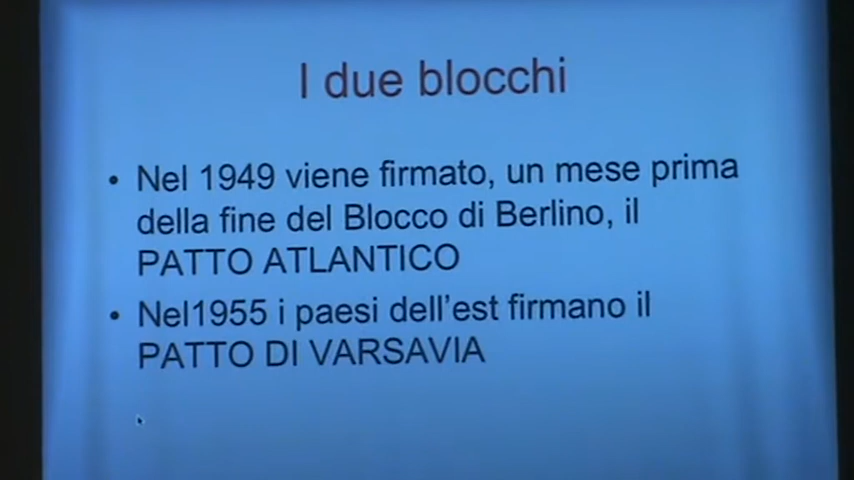 I due blocchi
• Nel 1949 viene firmato, un mese prima
della fine del Blocco di Berlino, il
PATTO ATLANTICO
• Nel1955 i paesi dell'est firmano il
PATTO DI VARSAVIA